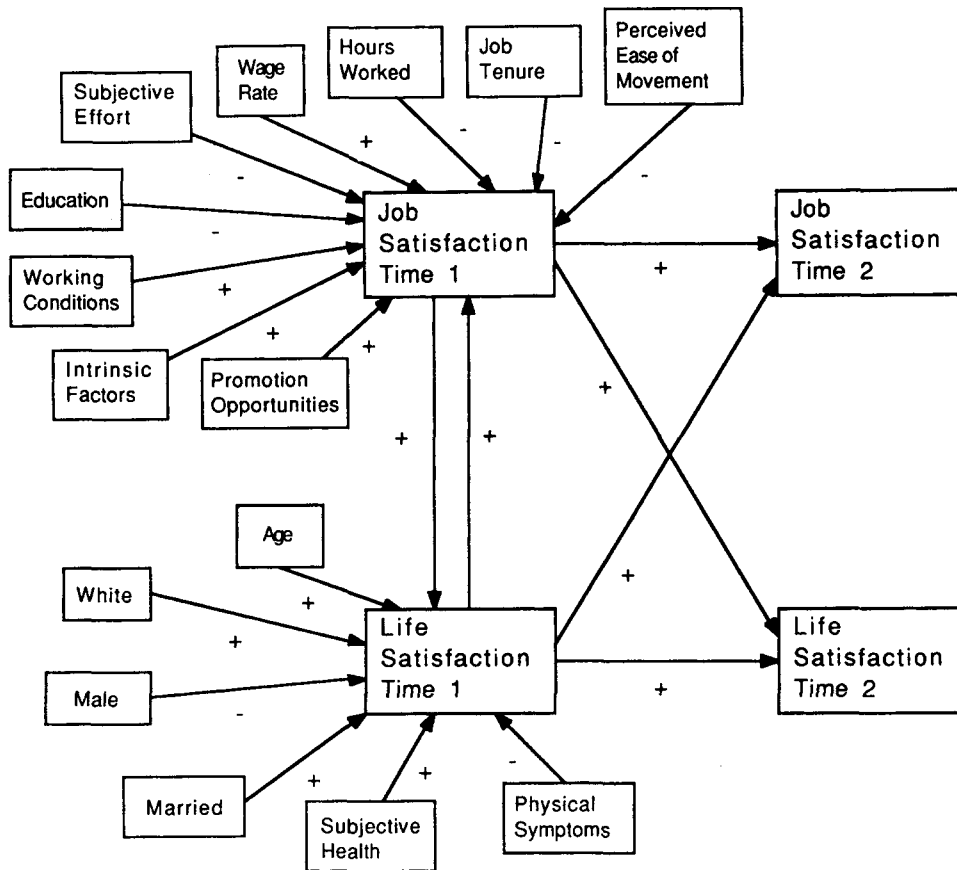 Hours
Worked
Job
Tenure
Perceived
Ease of
Movement
Wage
Rate
Subjective
Effort
+
-
-
-
-
Education
-
Job
Satisfaction
Time 1
Job
Satisfaction
Time 2
+
Working
Conditions
+
+
+
Intrinsic
Factors
Promotion
Opportunities
+
+
+
Age
+
White
+
+
Life
Satisfaction
Time 1
Life
Satisfaction
Time 2
+
Male
-
Married
+
+
-
Subjective
Health
Physical
Symptoms